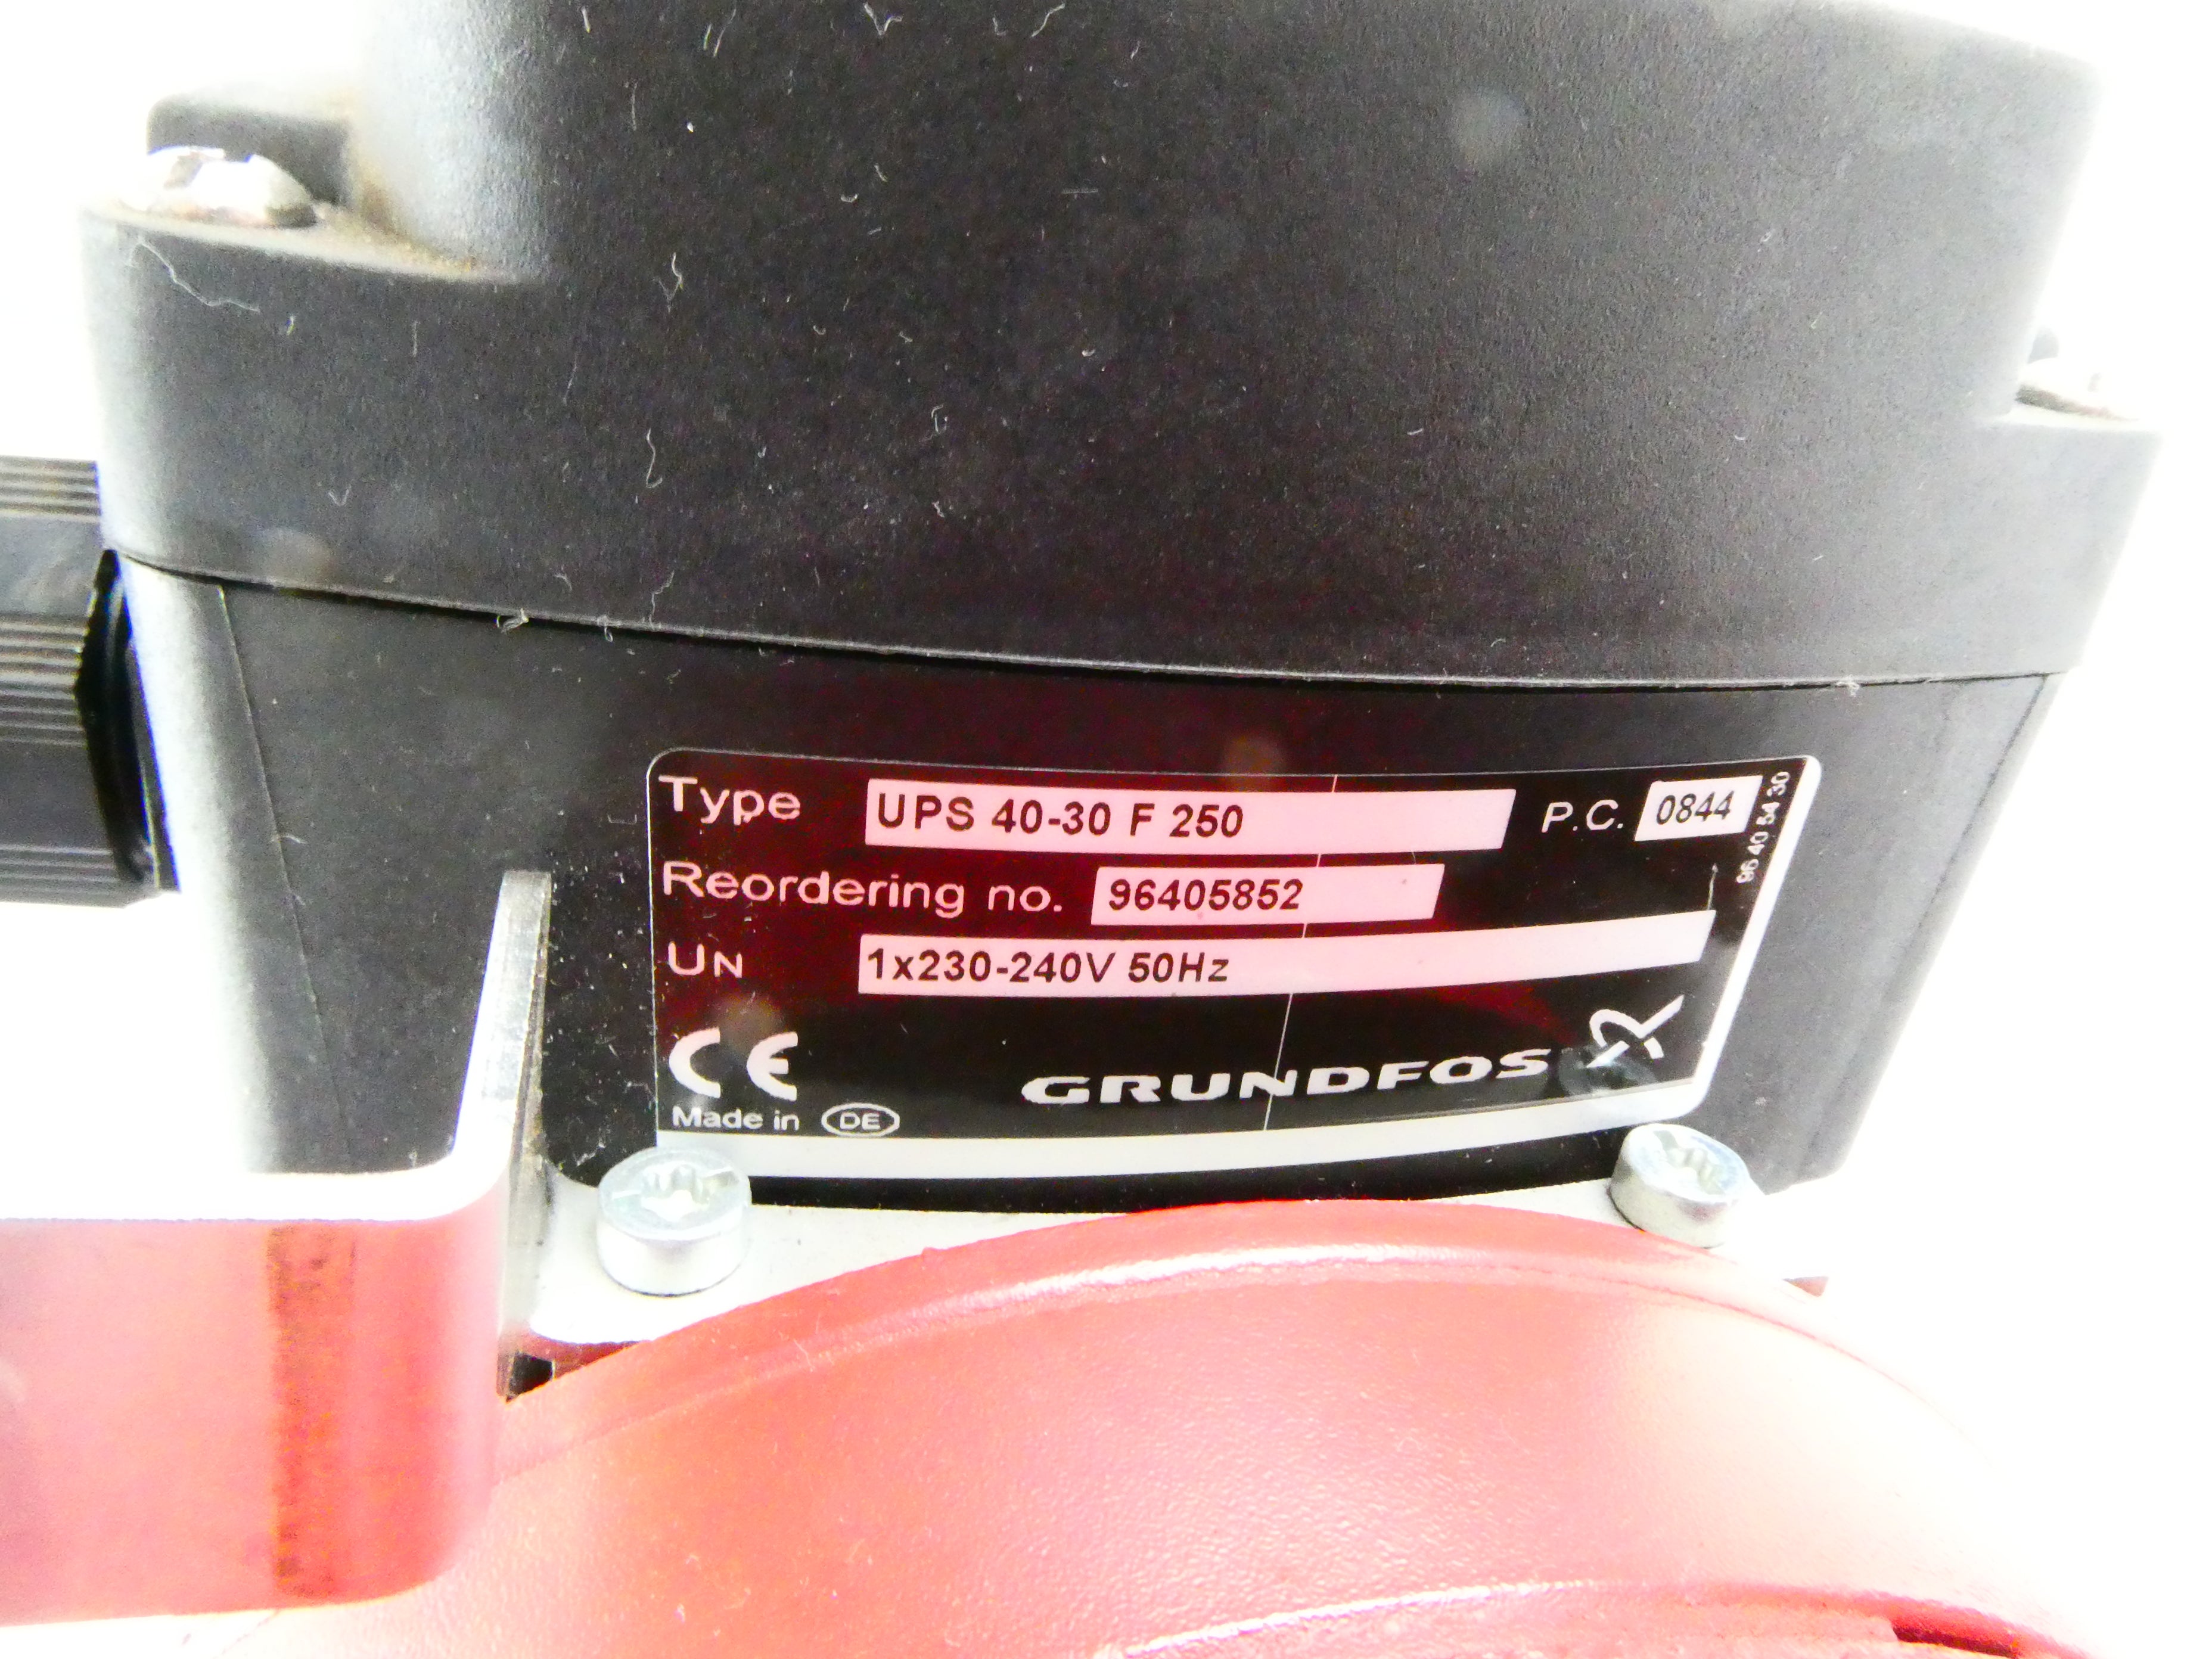 Type UPS 40-30 F 250 P.C. 0844
96 40 54 30
Reordering no. 96405852
UN 1x230-240V 50Hz
CE
GRUNDFOS
Made in DE